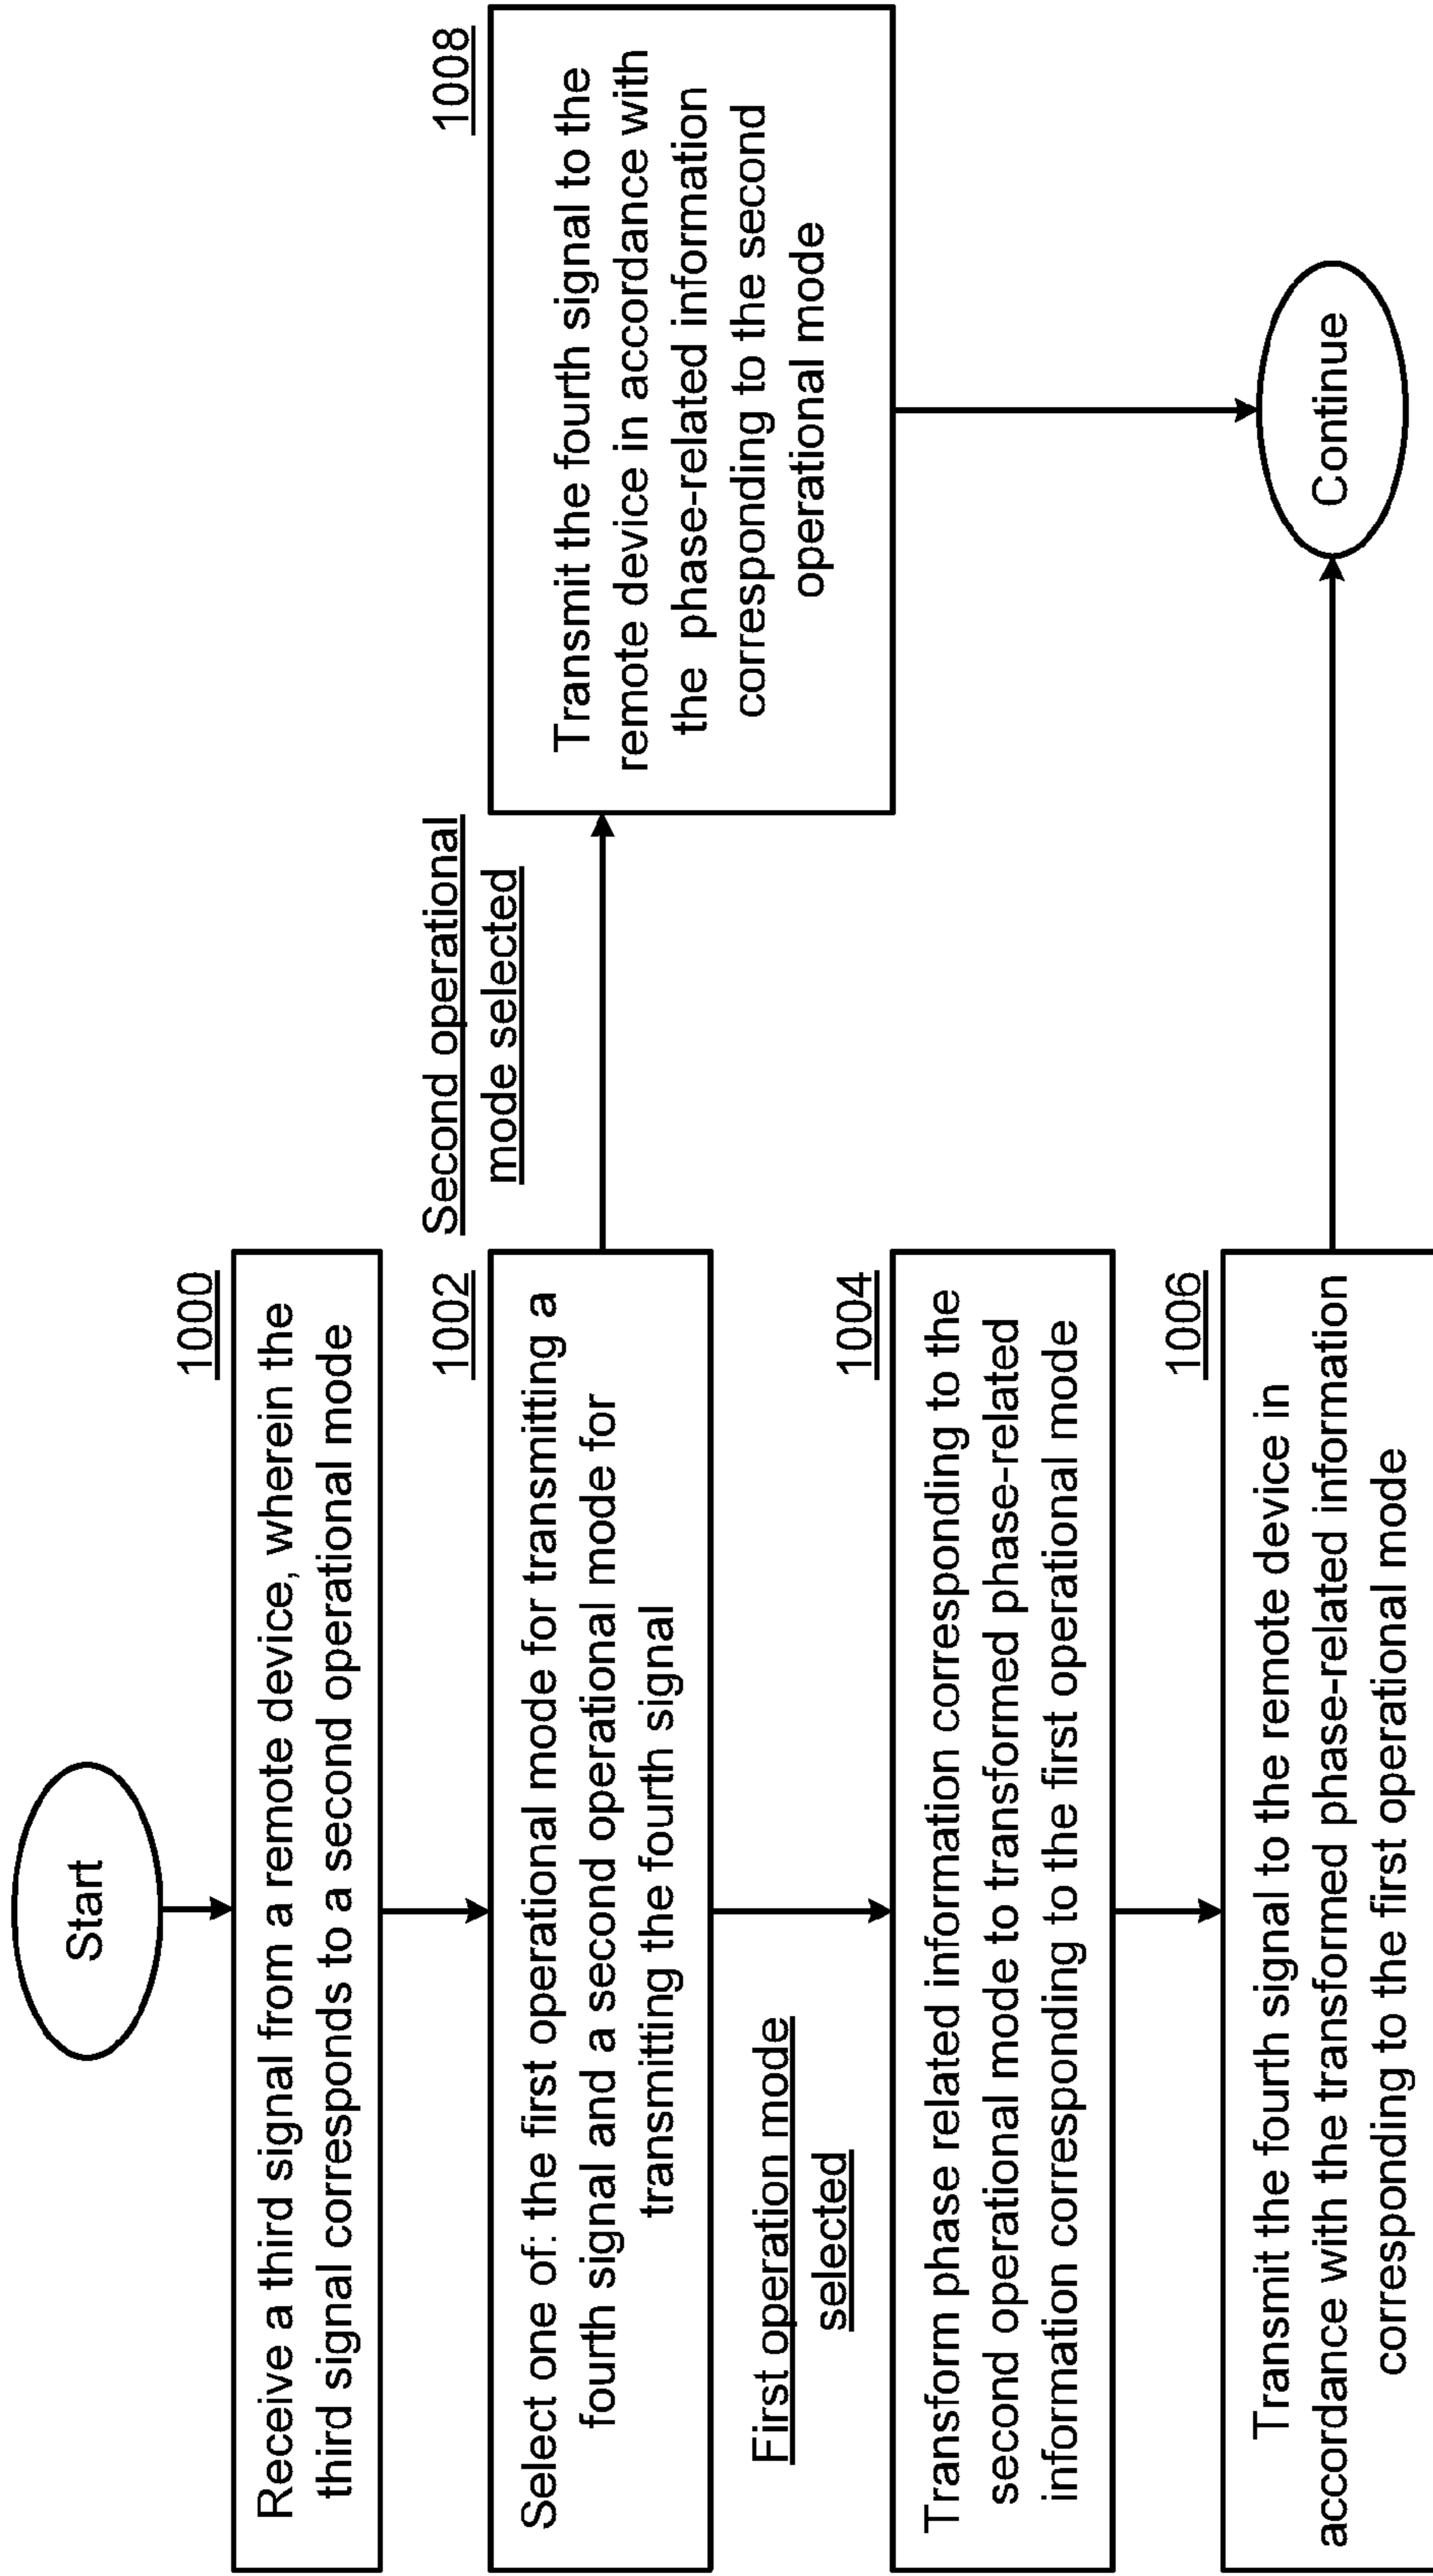 Start
1000
Receive a third signal from a remote device, wherein the
third signal corresponds to a second operational mode
1002
Select one of: the first operational mode for transmitting a
fourth signal and a second operational mode for
transmitting the fourth signal
Second operational
mode selected
1008
Transmit the fourth signal to the
remote device in accordance with
the phase-related information
corresponding to the second
operational mode
First operation mode
selected
1004
Transform phase related information corresponding to the
second operational mode to transformed phase-related
information corresponding to the first operational mode
1006
Transmit the fourth signal to the remote device in
accordance with the transformed phase-related information
corresponding to the first operational mode
Continue